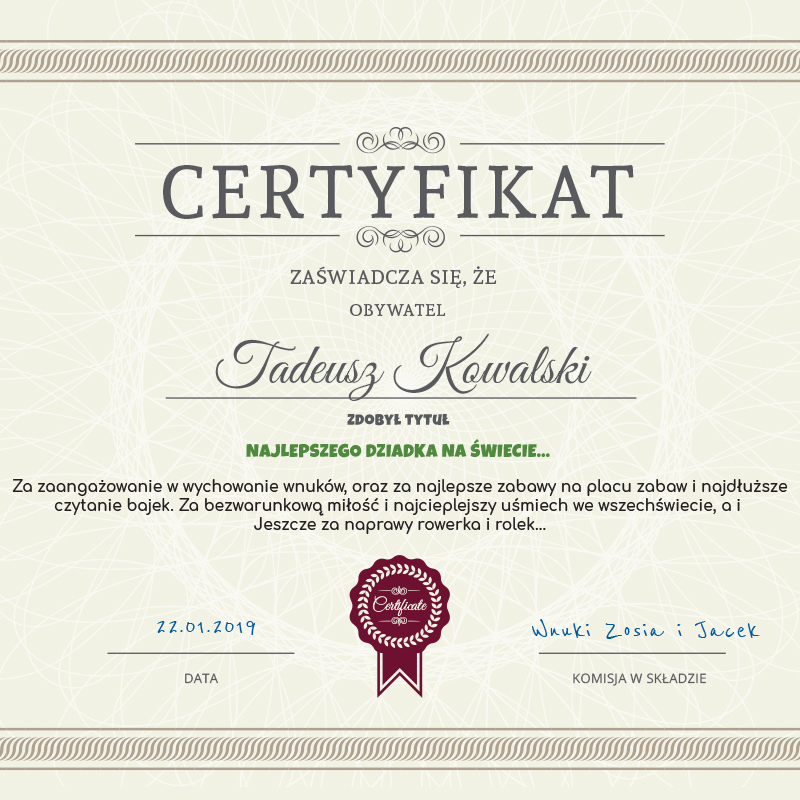 CERTYFIKAT
ZAŚWIADCZA SIĘ, ŻE
OBYWATEL
Tadeusz Kowalski
ZDOBYŁ TYTUŁ
NAJLEPSZEGO DZIADKA NA ŚWIECIE...
Za zaangażowanie w wychowanie wnuków, oraz za najlepsze zabawy na placu zabaw i najdłuższe
czytanie bajek. Za bezwarunkową miłość i najcieplejszy uśmiech we wszechświecie, a i
Jeszcze za naprawy rowerka i rolek...
Certificate
22.01.2019
Wnuki Zosia i Jacek
DATA
KOMISJA W SKŁADZIE